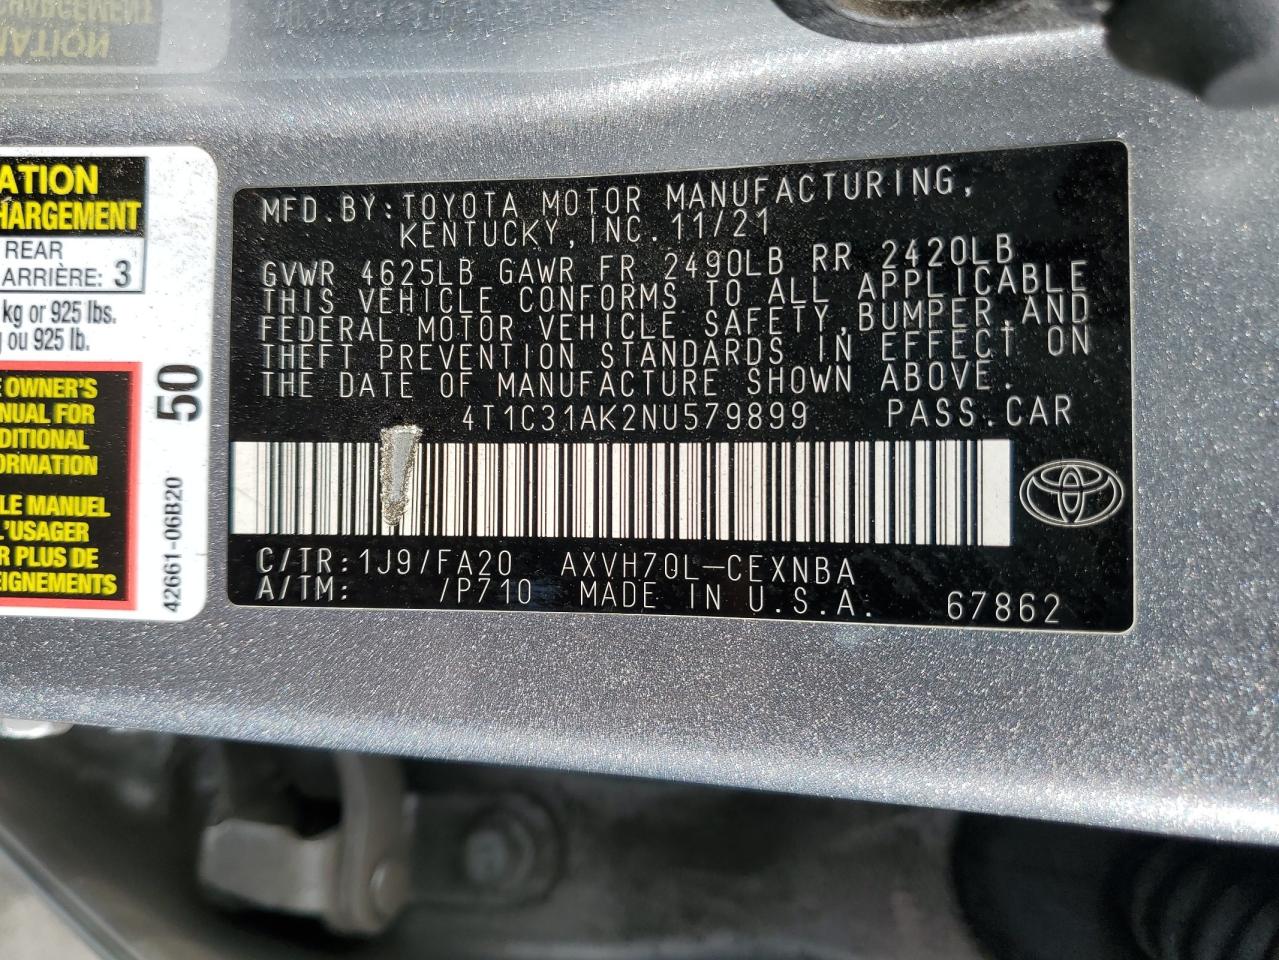 ATION
HARGEMENT
REAR
ARRIÈRE: 3
kg or 925 lbs.
ou 925 lb.
OWNER'S
ANUAL FOR
DITIONAL
ORMATION
LE MANUEL
L'USAGER
R PLUS DE
EIGNEMENTS
50
42661-06B20
MFD.BY:TOYOTA MOTOR MANUFACTURING,
KENTUCKY,INC.11/21
GVWR 4625LB GAWR FR 2490LB RR 2420LB
THIS VEHICLE CONFORMS TO ALL APPLICABLE
FEDERAL MOTOR VEHICLE SAFETY,BUMPER,AND
THEFT PREVENTION STANDARDS IN EFFECT ON
THE DATE OF MANUFACTURE SHOWN ABOVE.
4T1C31AK2NU579899 PASS.CAR
C/TR:1J9/FA20 AXVH70L-CEXNBA
A/TM: /P710 MADE IN U.S.A. 67862